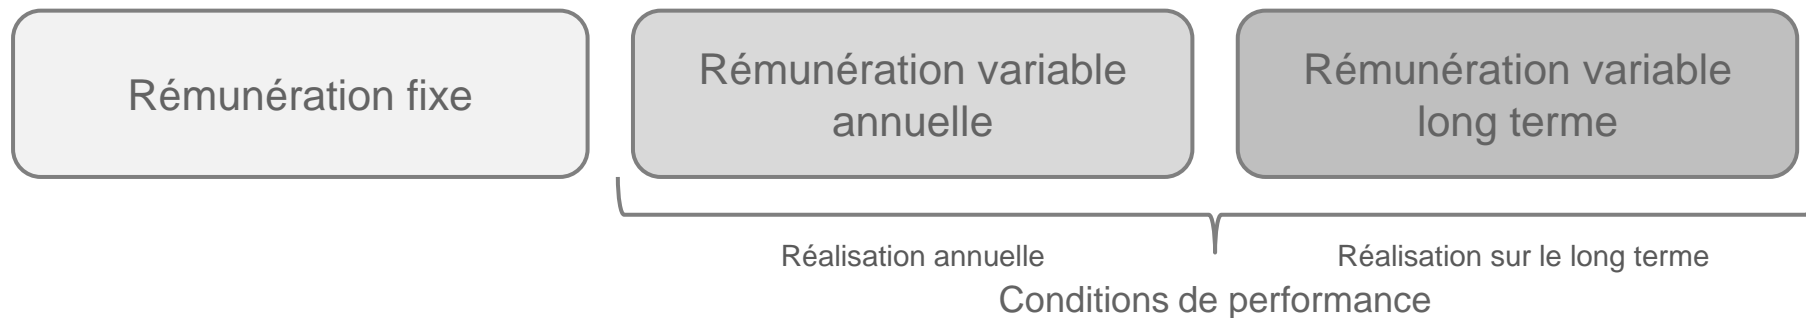 Rémunération fixe
Rémunération variable
annuelle
Rémunération variable
long terme
Réalisation annuelle
Réalisation sur le long terme
Conditions de performance